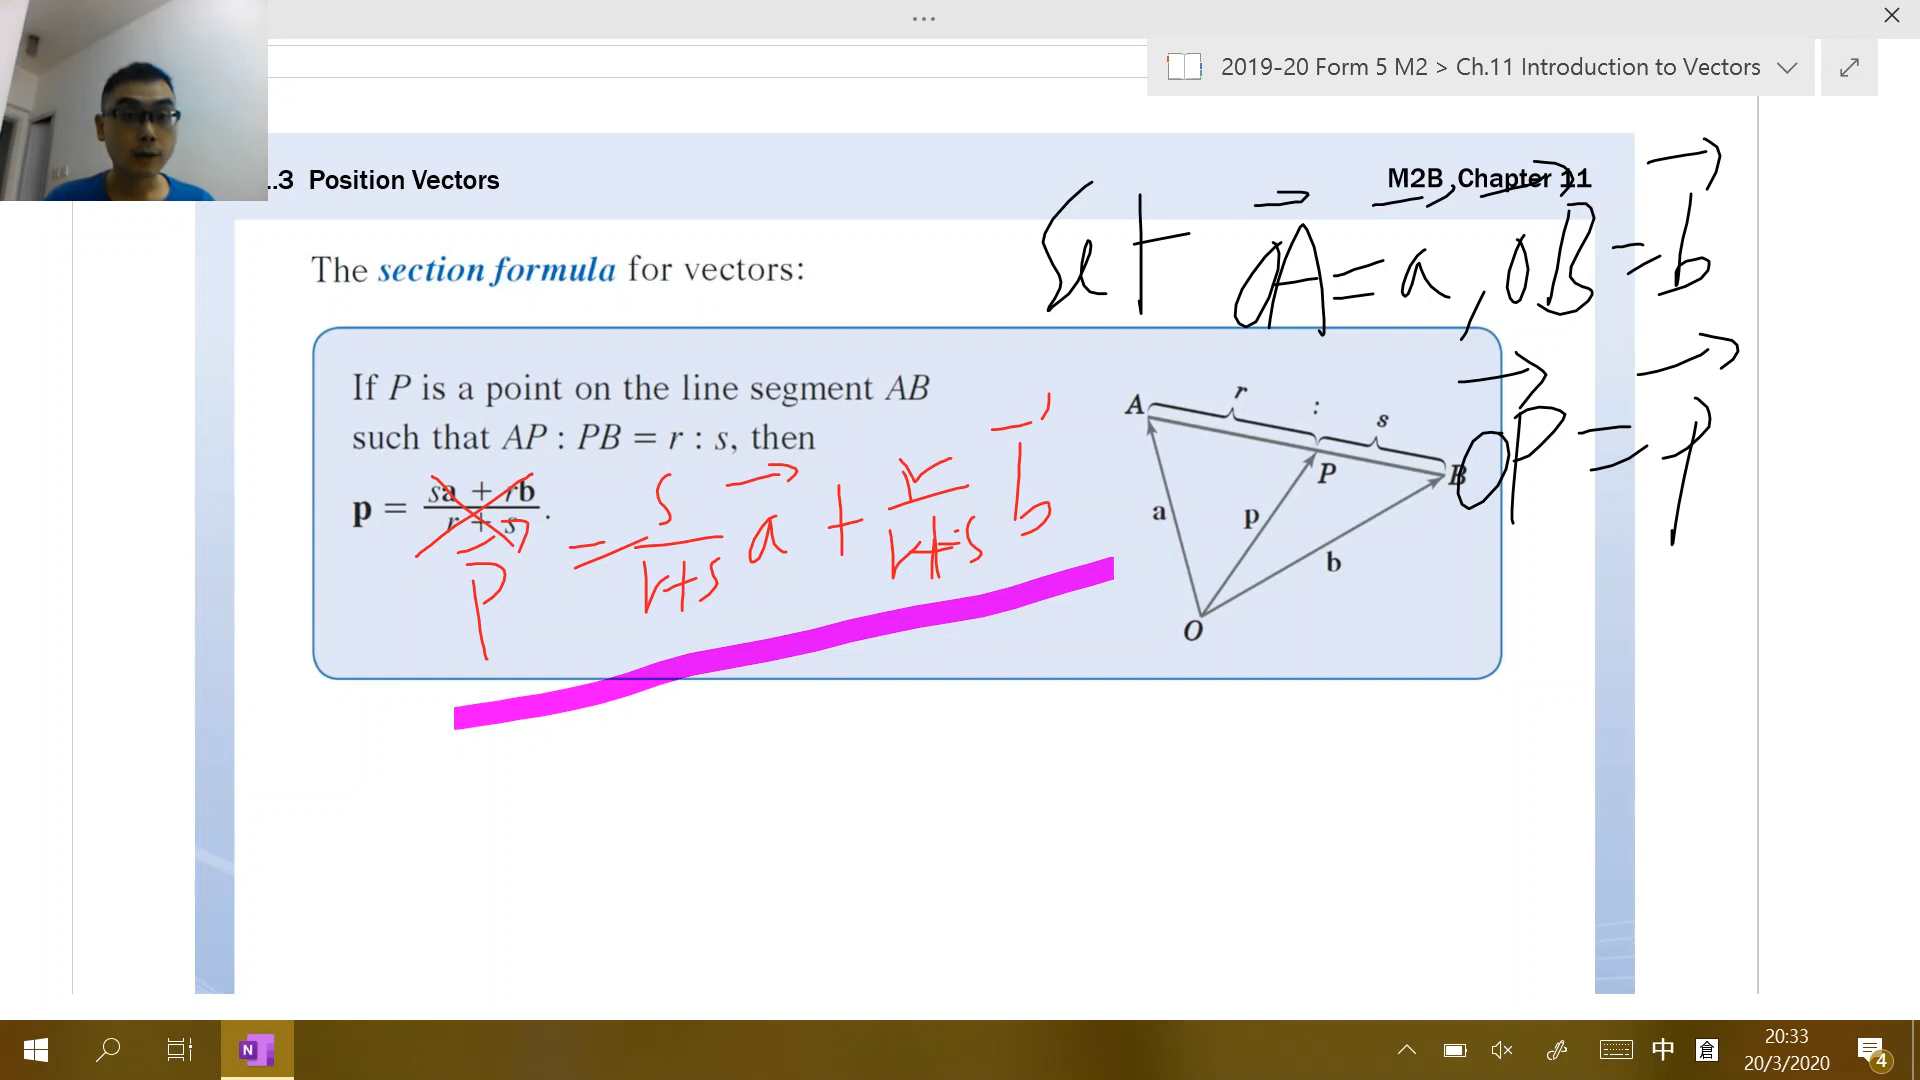 2019-20 Form 5 M2 > Ch.11 Introduction to Vectors
.3 Position Vectors
M2B ,Chapter 11
Set OA = a, OB = b
The section formula for vectors:
OP = p
If P is a point on the line segment AB
such that AP : PB = r : s, then
p = sa + rb / r + s .
p = s/r+s a + r/r+s b
A r : s
P B
a p b
O
N
中 倉
20:33
20/3/2020
4